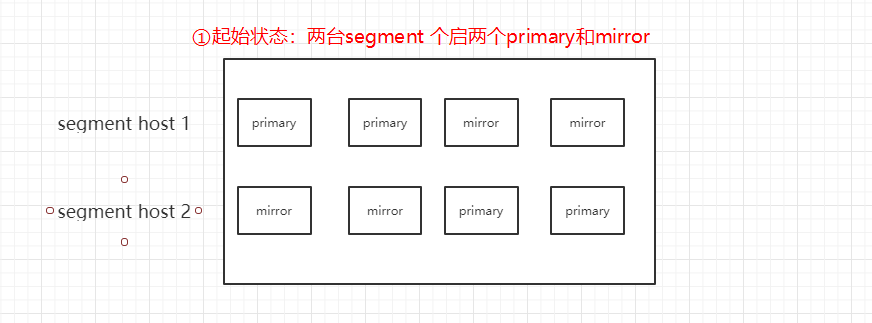 ①起始状态：两台segment 个启两个primary和mirror
segment host 1
primary primary mirror mirror
segment host 2
mirror mirror primary primary